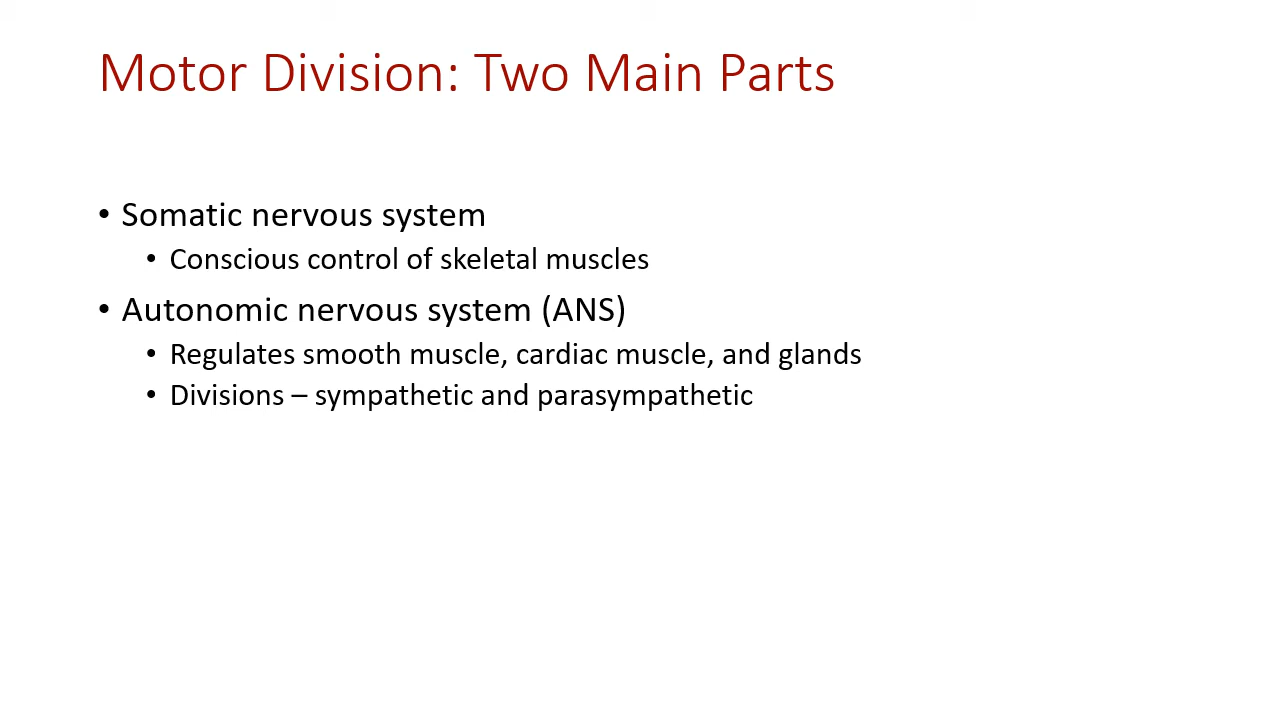 Motor Division: Two Main Parts
• Somatic nervous system
• Conscious control of skeletal muscles
• Autonomic nervous system (ANS)
• Regulates smooth muscle, cardiac muscle, and glands
• Divisions – sympathetic and parasympathetic